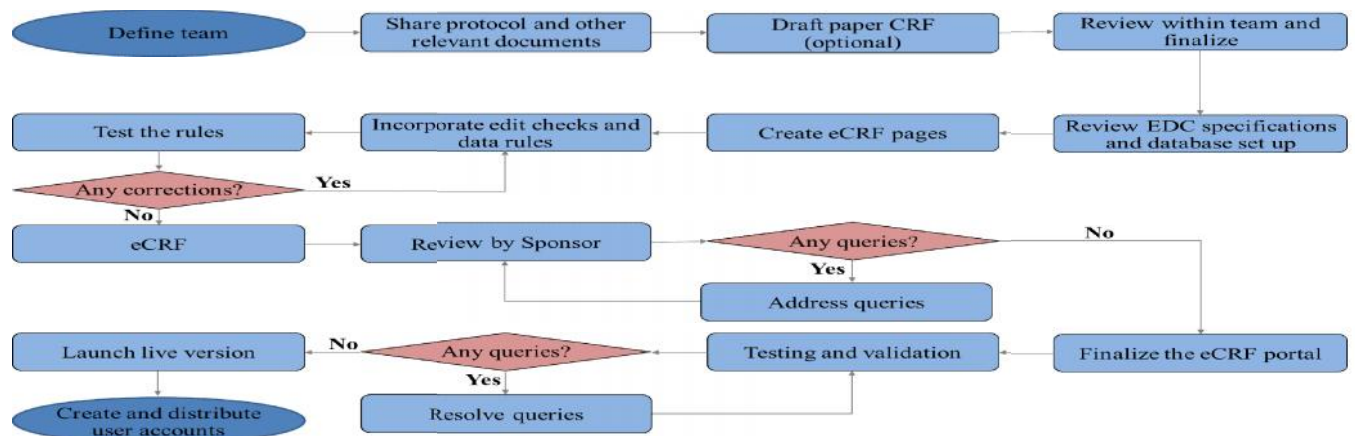 Define team
Share protocol and other
relevant documents
Draft paper CRF
(optional)
Review within team and
finalize
Test the rules
Incorporate edit checks and
data rules
Create eCRF pages
Review EDC specifications
and database set up
Any corrections?
Yes
No
eCRF
Review by Sponsor
Any queries?
No
Yes
Address queries
Launch live version
No
Any queries?
Testing and validation
Finalize the eCRF portal
Yes
Create and distribute
user accounts
Resolve queries